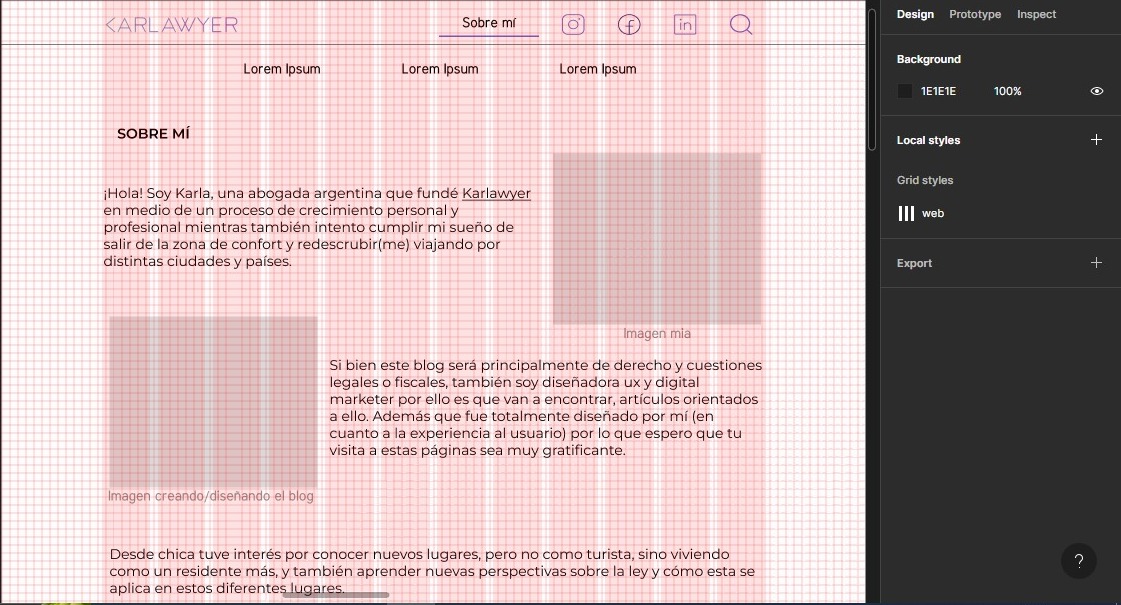 KARLAWYER
Sobre mí
Design Prototype Inspect
Lorem Ipsum Lorem Ipsum Lorem Ipsum
Background
1E1E1E 100%
SOBRE MÍ
Local styles
Grid styles
web
Export
¡Hola! Soy Karla, una abogada argentina que fundé Karlawyer
en medio de un proceso de crecimiento personal y
profesional mientras también intento cumplir mi sueño de
salir de la zona de confort y redescrubir(me) viajando por
distintas ciudades y países.
Imagen mia
Si bien este blog será principalmente de derecho y cuestiones
legales o fiscales, también soy diseñadora ux y digital
marketer por ello es que van a encontrar, artículos orientados
a ello. Además que fue totalmente diseñado por mí (en
cuanto a la experiencia al usuario) por lo que espero que tu
visita a estas páginas sea muy gratificante.
Imagen creando/diseñando el blog
Desde chica tuve interés por conocer nuevos lugares, pero no como turista, sino viviendo
como un residente más, y también aprender nuevas perspectivas sobre la ley y cómo esta se
aplica en estos diferentes lugares.
?